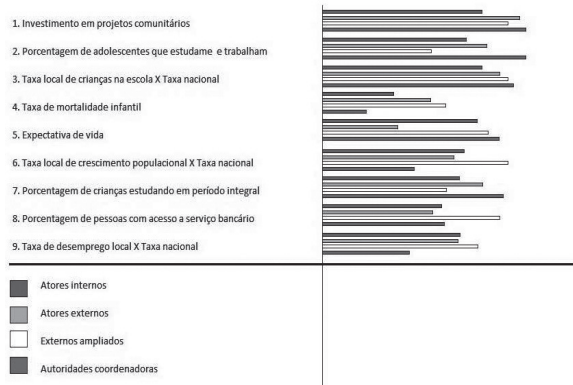 1. Investimento em projetos comunitários
2. Porcentagem de adolescentes que estudame e trabalham
3. Taxa local de crianças na escola X Taxa nacional
4. Taxa de mortalidade infantil
5. Expectativa de vida
6. Taxa local de crescimento populacional X Taxa nacional
7. Porcentagem de crianças estudando em período integral
8. Porcentagem de pessoas com acesso a serviço bancário
9. Taxa de desemprego local X Taxa nacional
Atores internos
Atores externos
Externos ampliados
Autoridades coordenadoras